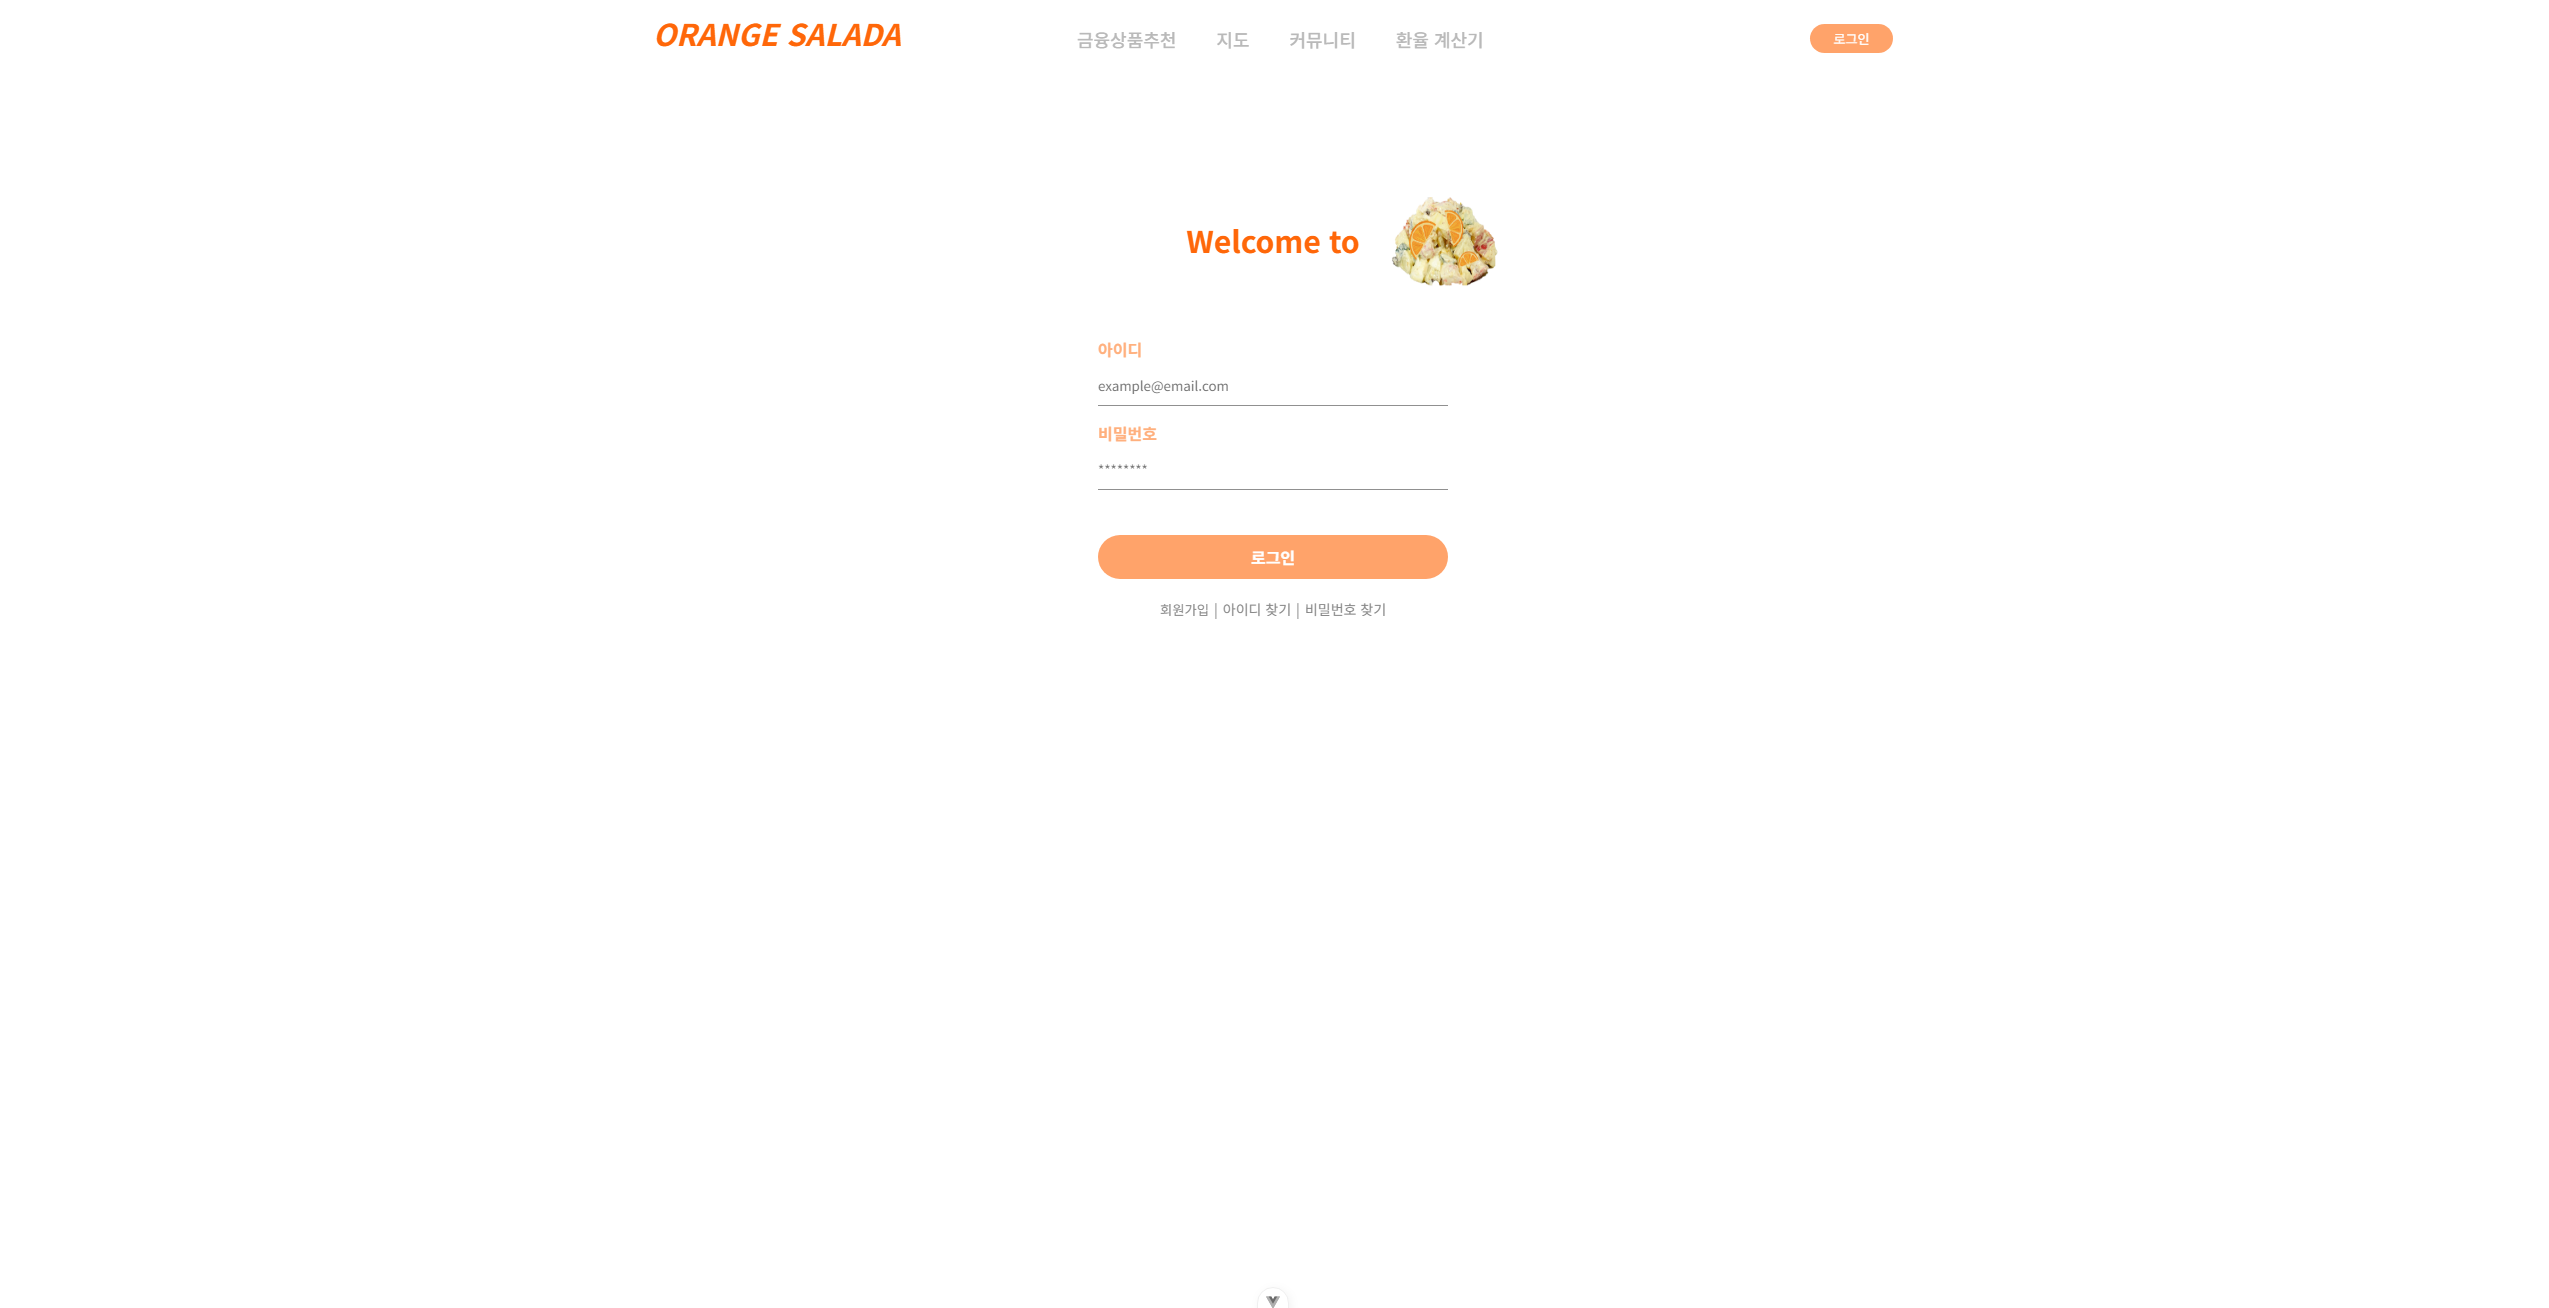 ORANGE SALADA
금융상품추천 지도 커뮤니티 환율 계산기
로그인
Welcome to
아이디
example@email.com
비밀번호
********
로그인
회원가입 | 아이디 찾기 | 비밀번호 찾기